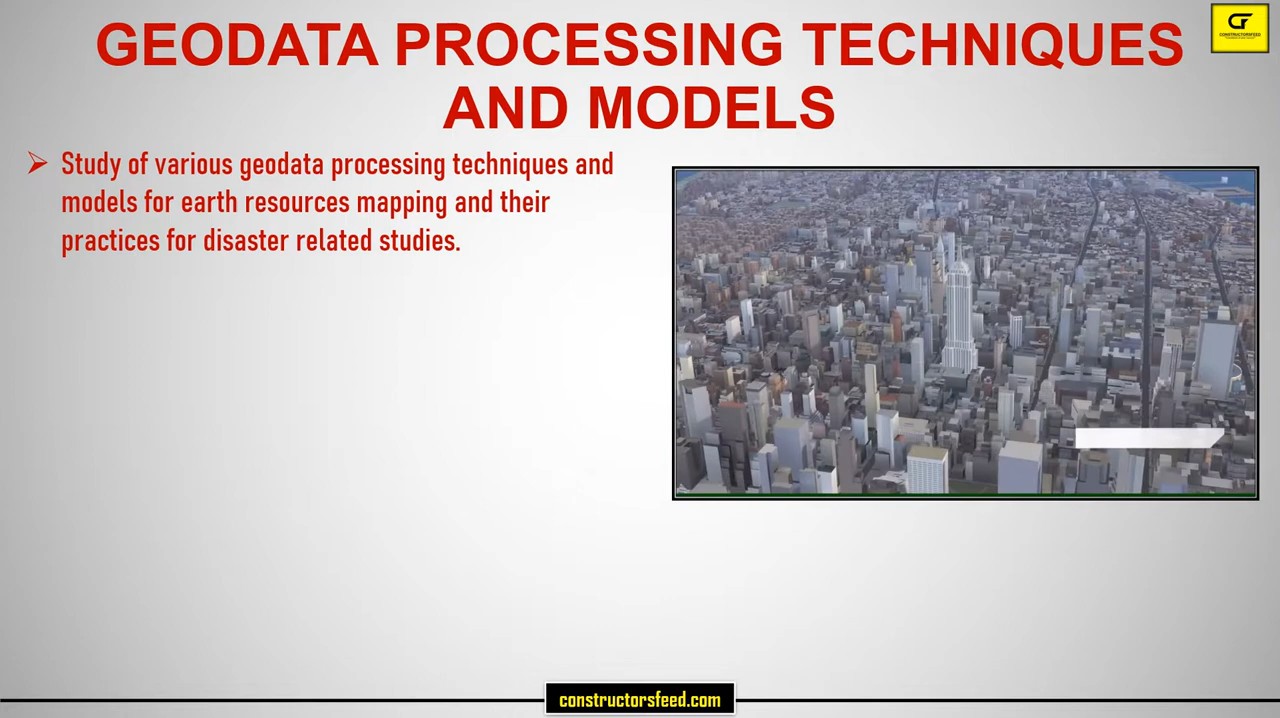 GEODATA PROCESSING TECHNIQUES
AND MODELS
CONSTRUCTORSFEED
Study of various geodata processing techniques and
models for earth resources mapping and their
practices for disaster related studies.
constructorsfeed.com